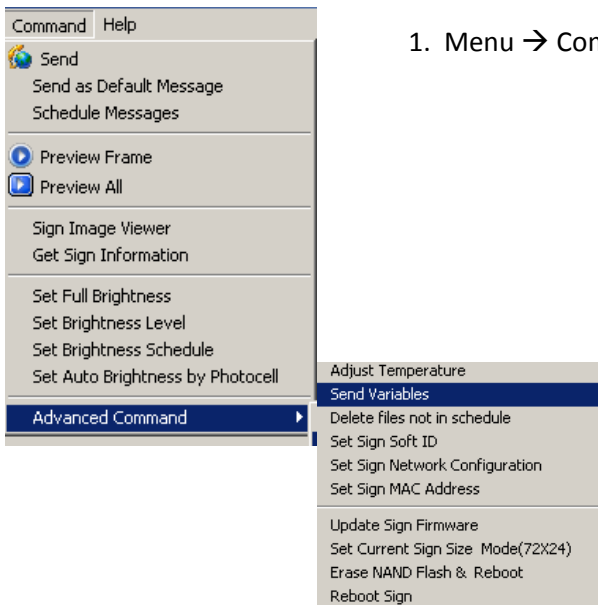 Command Help
1. Menu → Con
Send
Send as Default Message
Schedule Messages
Preview Frame
Preview All
Sign Image Viewer
Get Sign Information
Set Full Brightness
Set Brightness Level
Set Brightness Schedule
Set Auto Brightness by Photocell
Advanced Command
Adjust Temperature
Send Variables
Delete files not in schedule
Set Sign Soft ID
Set Sign Network Configuration
Set Sign MAC Address
Update Sign Firmware
Set Current Sign Size Mode(72X24)
Erase NAND Flash & Reboot
Reboot Sign